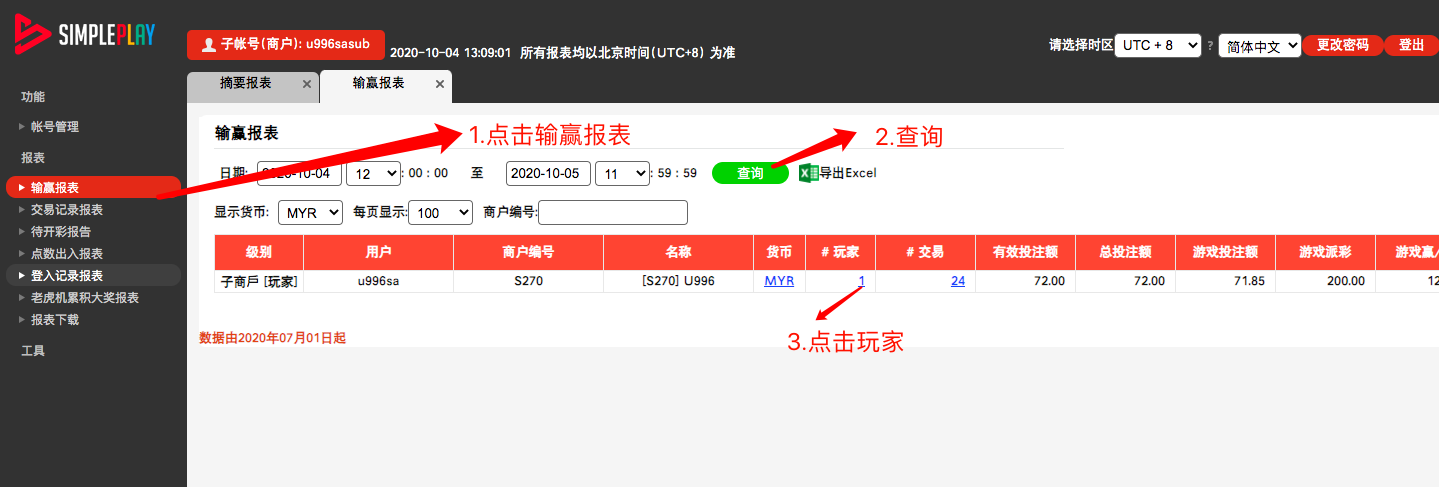 SIMPLEPLAY
子帐号(商户): u996sasub
2020-10-04 13:09:01 所有报表均以北京时间(UTC+8) 为准
请选择时区 UTC + 8 ? 简体中文 更改密码 登出
摘要报表 × 输赢报表 ×
功能
帐号管理
报表
输赢报表
交易记录报表
待开彩报告
点数出入报表
登入记录报表
老虎机累积大奖报表
报表下载
工具
输赢报表
1.点击输赢报表
2.查询
日期: 2020-10-04 12 : 00 : 00 至 2020-10-05 11 : 59 : 59 查询 导出Excel
显示货币: MYR 每页显示: 100 商户编号:
级别 用户 商户编号 名称 货币 # 玩家 # 交易 有效投注额 总投注额 游戏投注额 游戏派彩 游戏赢
子商戶 [玩家] u996sa S270 [S270] U996 MYR 1 24 72.00 72.00 71.85 200.00 12
3.点击玩家
数据由2020年07月01日起